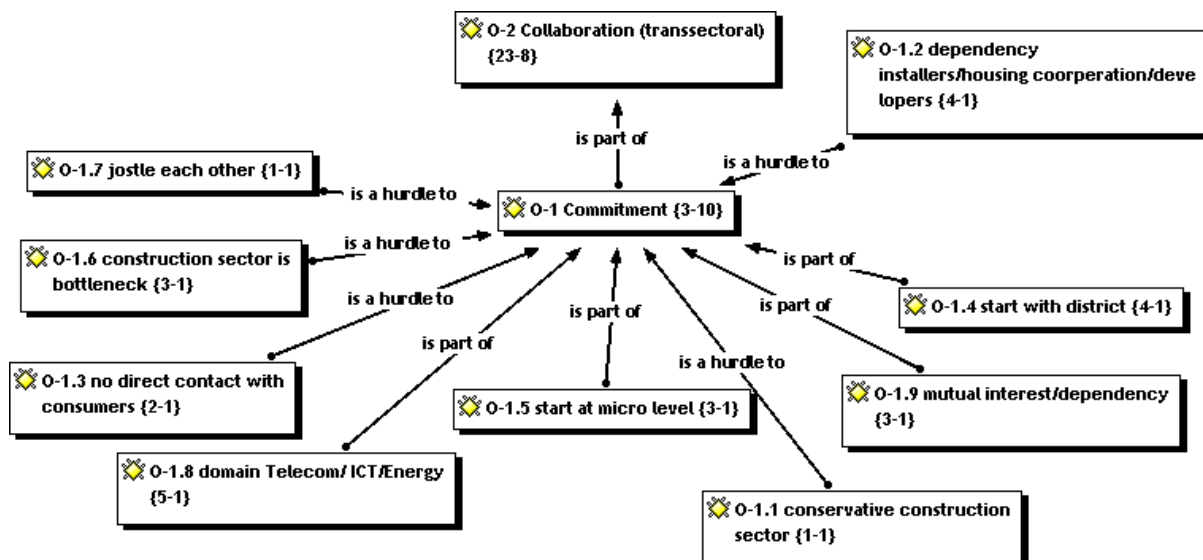 O-2 Collaboration (transsectoral)
{23-8}
O-1.2 dependency
installers/housing coorperation/deve
lopers {4-1}
is part of
is a hurdle to
O-1.7 jostle each other {1-1}
is a hurdle to
O-1 Commitment {3-10}
O-1.6 construction sector is
bottleneck {3-1}
is a hurdle to
is part of
O-1.4 start with district {4-1}
is a hurdle to
is part of
is part of
is part of
is a hurdle to
O-1.3 no direct contact with
consumers {2-1}
O-1.5 start at micro level {3-1}
O-1.9 mutual interest/dependency
{3-1}
O-1.8 domain Telecom/ ICT/Energy
{5-1}
O-1.1 conservative construction
sector {1-1}